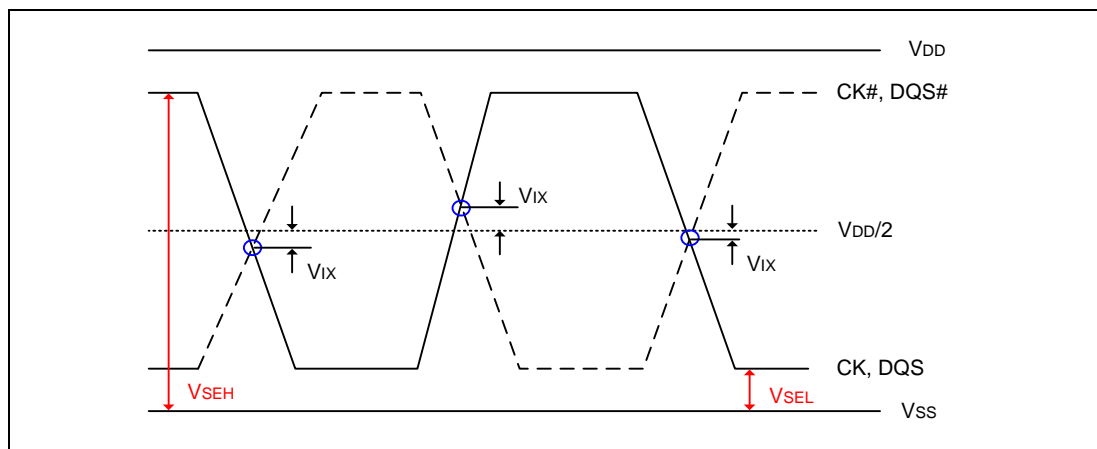 VDD
CK#, DQS#
VIX
VDD/2
VIX
VIX
CK, DQS
VSEH
VSEL
VSS